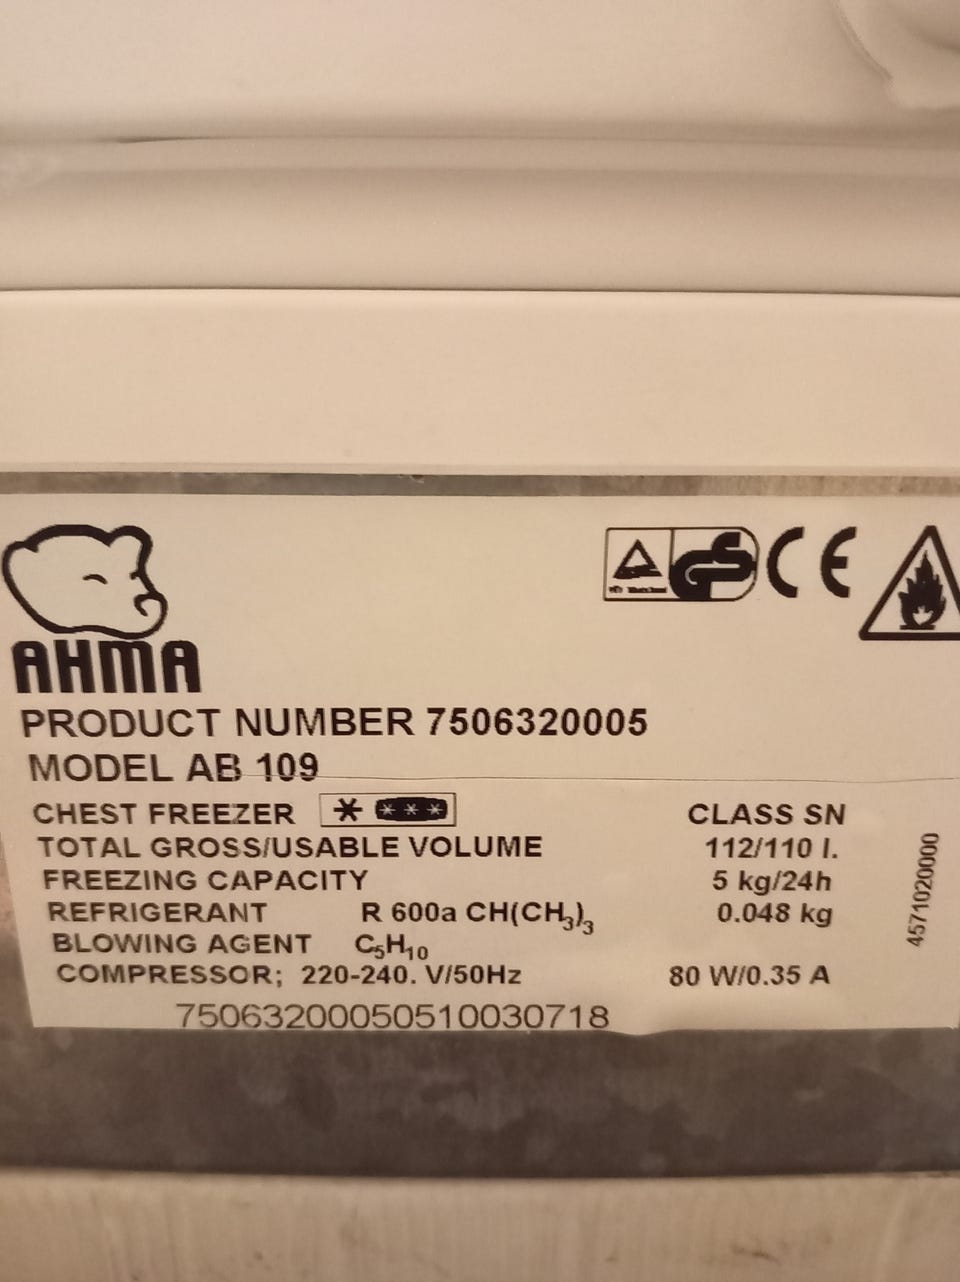 AHMA
CE
PRODUCT NUMBER 7506320005
MODEL AB 109
CHEST FREEZER
CLASS SN
TOTAL GROSS/USABLE VOLUME 112/110 l.
FREEZING CAPACITY 5 kg/24h
REFRIGERANT R 600a CH(CH₃)₃ 0.048 kg
BLOWING AGENT C₅H₁₀
COMPRESSOR; 220-240. V/50Hz 80 W/0.35 A
75063200050510030718
4571020000